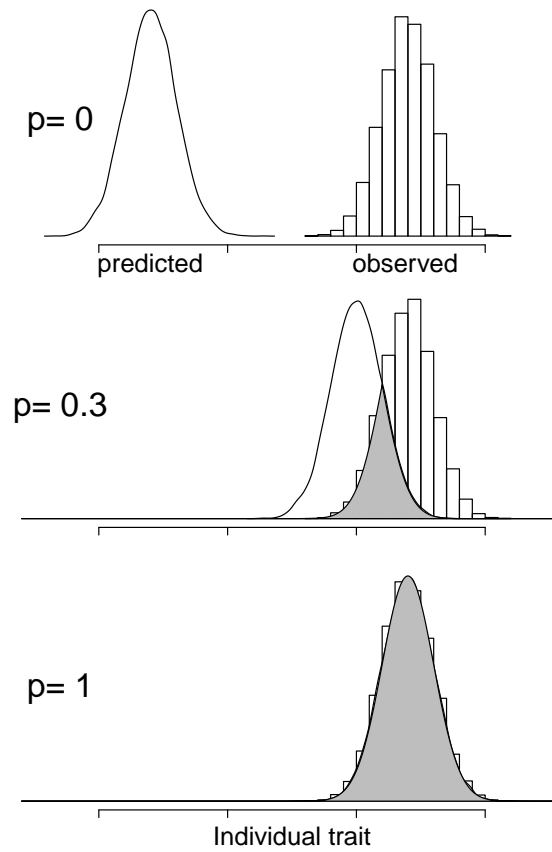 p= 0
predicted
observed
p= 0.3
p= 1
Individual trait